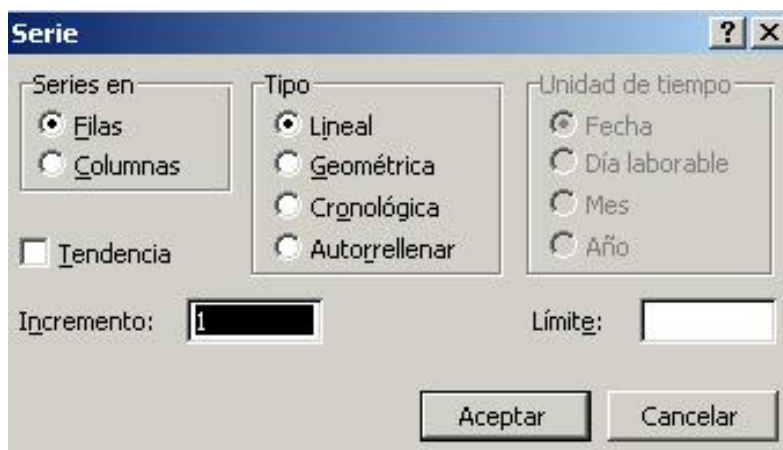 Serie
Series en
Filas
Columnas
Tendencia
Tipo
Lineal
Geométrica
Cronológica
Autorrellenar
Unidad de tiempo
Fecha
Día laborable
Mes
Año
Incremento: 1
Límite:
Aceptar
Cancelar